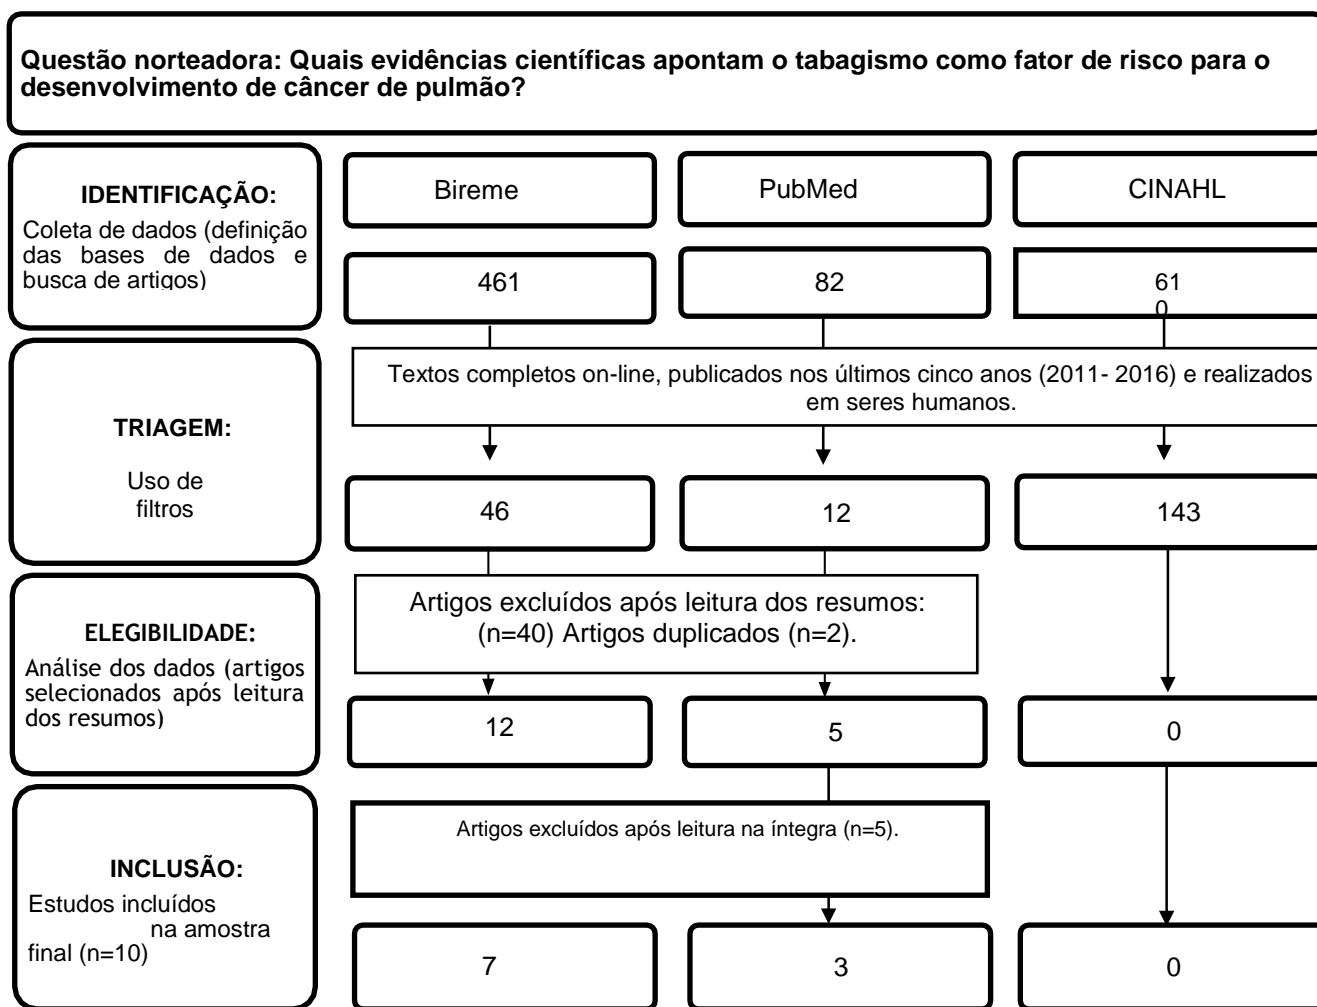 Questão norteadora: Quais evidências científicas apontam o tabagismo como fator de risco para o
desenvolvimento de câncer de pulmão?
IDENTIFICAÇÃO:
Coleta de dados (definição
das bases de dados e
busca de artigos)
Bireme
PubMed
CINAHL
461
82
61
0
TRIAGEM:
Uso de
filtros
Textos completos on-line, publicados nos últimos cinco anos (2011- 2016) e realizados
em seres humanos.
46
12
143
ELEGIBILIDADE:
Análise dos dados (artigos
selecionados após leitura
dos resumos)
Artigos excluídos após leitura dos resumos:
(n=40) Artigos duplicados (n=2).
12
5
0
INCLUSÃO:
Estudos incluídos
na amostra
final (n=10)
Artigos excluídos após leitura na íntegra (n=5).
7
3
0